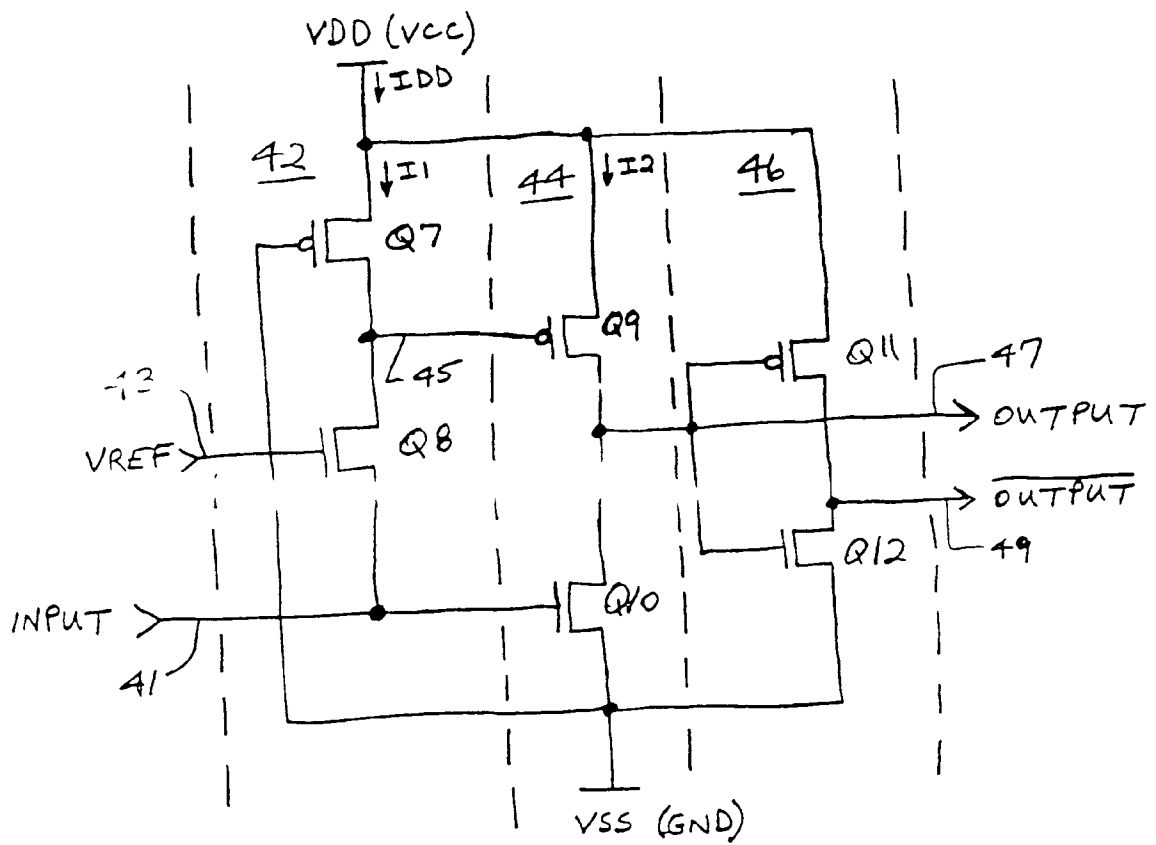 VDD (VCC)
IDD
42
I1
44
I2
46
Q7
Q9
Q11
47
45
43
VREF
Q8
OUTPUT
OUTPUT
Q12
49
INPUT
Q10
41
VSS (GND)